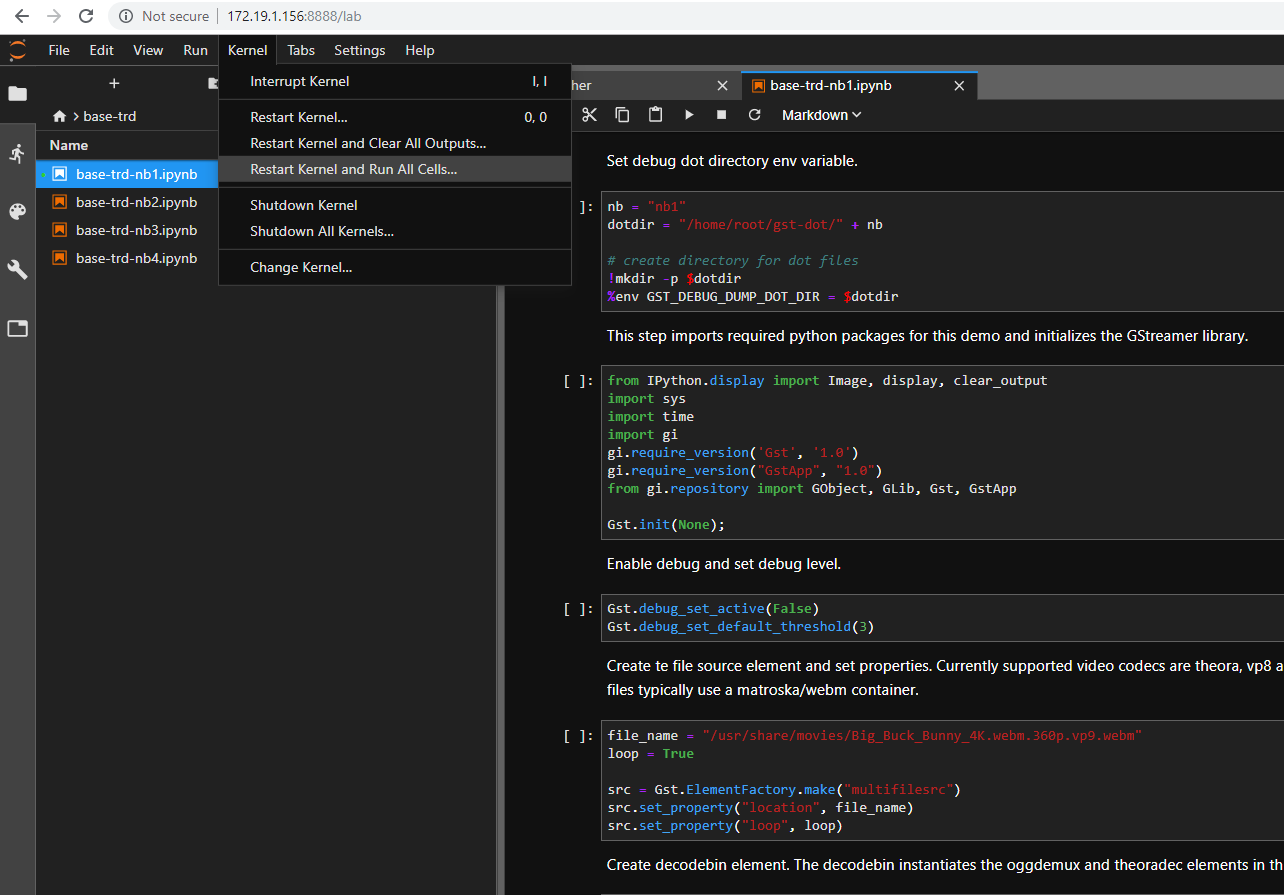 Not secure | 172.19.1.156:8888/lab
File Edit View Run Kernel Tabs Settings Help
+
base-trd
Name
base-trd-nb1.ipynb
base-trd-nb2.ipynb
base-trd-nb3.ipynb
base-trd-nb4.ipynb
Interrupt Kernel I, I
Restart Kernel... 0, 0
Restart Kernel and Clear All Outputs...
Restart Kernel and Run All Cells...
Shutdown Kernel
Shutdown All Kernels...
Change Kernel...
her base-trd-nb1.ipynb
Markdown
Set debug dot directory env variable.
]: nb = "nb1"
dotdir = "/home/root/gst-dot/" + nb
# create directory for dot files
!mkdir -p $dotdir
%env GST_DEBUG_DUMP_DOT_DIR = $dotdir
This step imports required python packages for this demo and initializes the GStreamer library.
[ ]: from IPython.display import Image, display, clear_output
import sys
import time
import gi
gi.require_version('Gst', '1.0')
gi.require_version("GstApp", "1.0")
from gi.repository import GObject, GLib, Gst, GstApp
Gst.init(None);
Enable debug and set debug level.
[ ]: Gst.debug_set_active(False)
Gst.debug_set_default_threshold(3)
Create te file source element and set properties. Currently supported video codecs are theora, vp8 a
files typically use a matroska/webm container.
[ ]: file_name = "/usr/share/movies/Big_Buck_Bunny_4K.webm.360p.vp9.webm"
loop = True
src = Gst.ElementFactory.make("multifilesrc")
src.set_property("location", file_name)
src.set_property("loop", loop)
Create decodebin element. The decodebin instantiates the oggdemux and theoradec elements in th